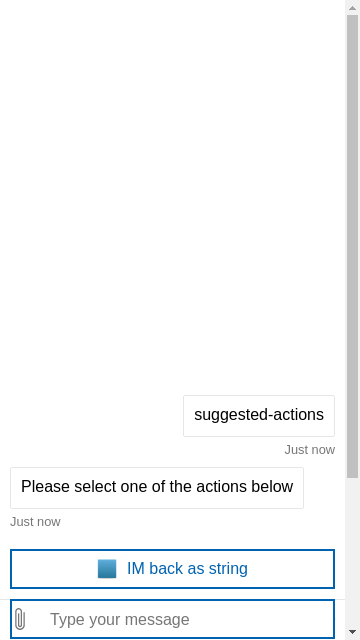 suggested-actions
Just now
Please select one of the actions below
Just now
IM back as string
Type your message